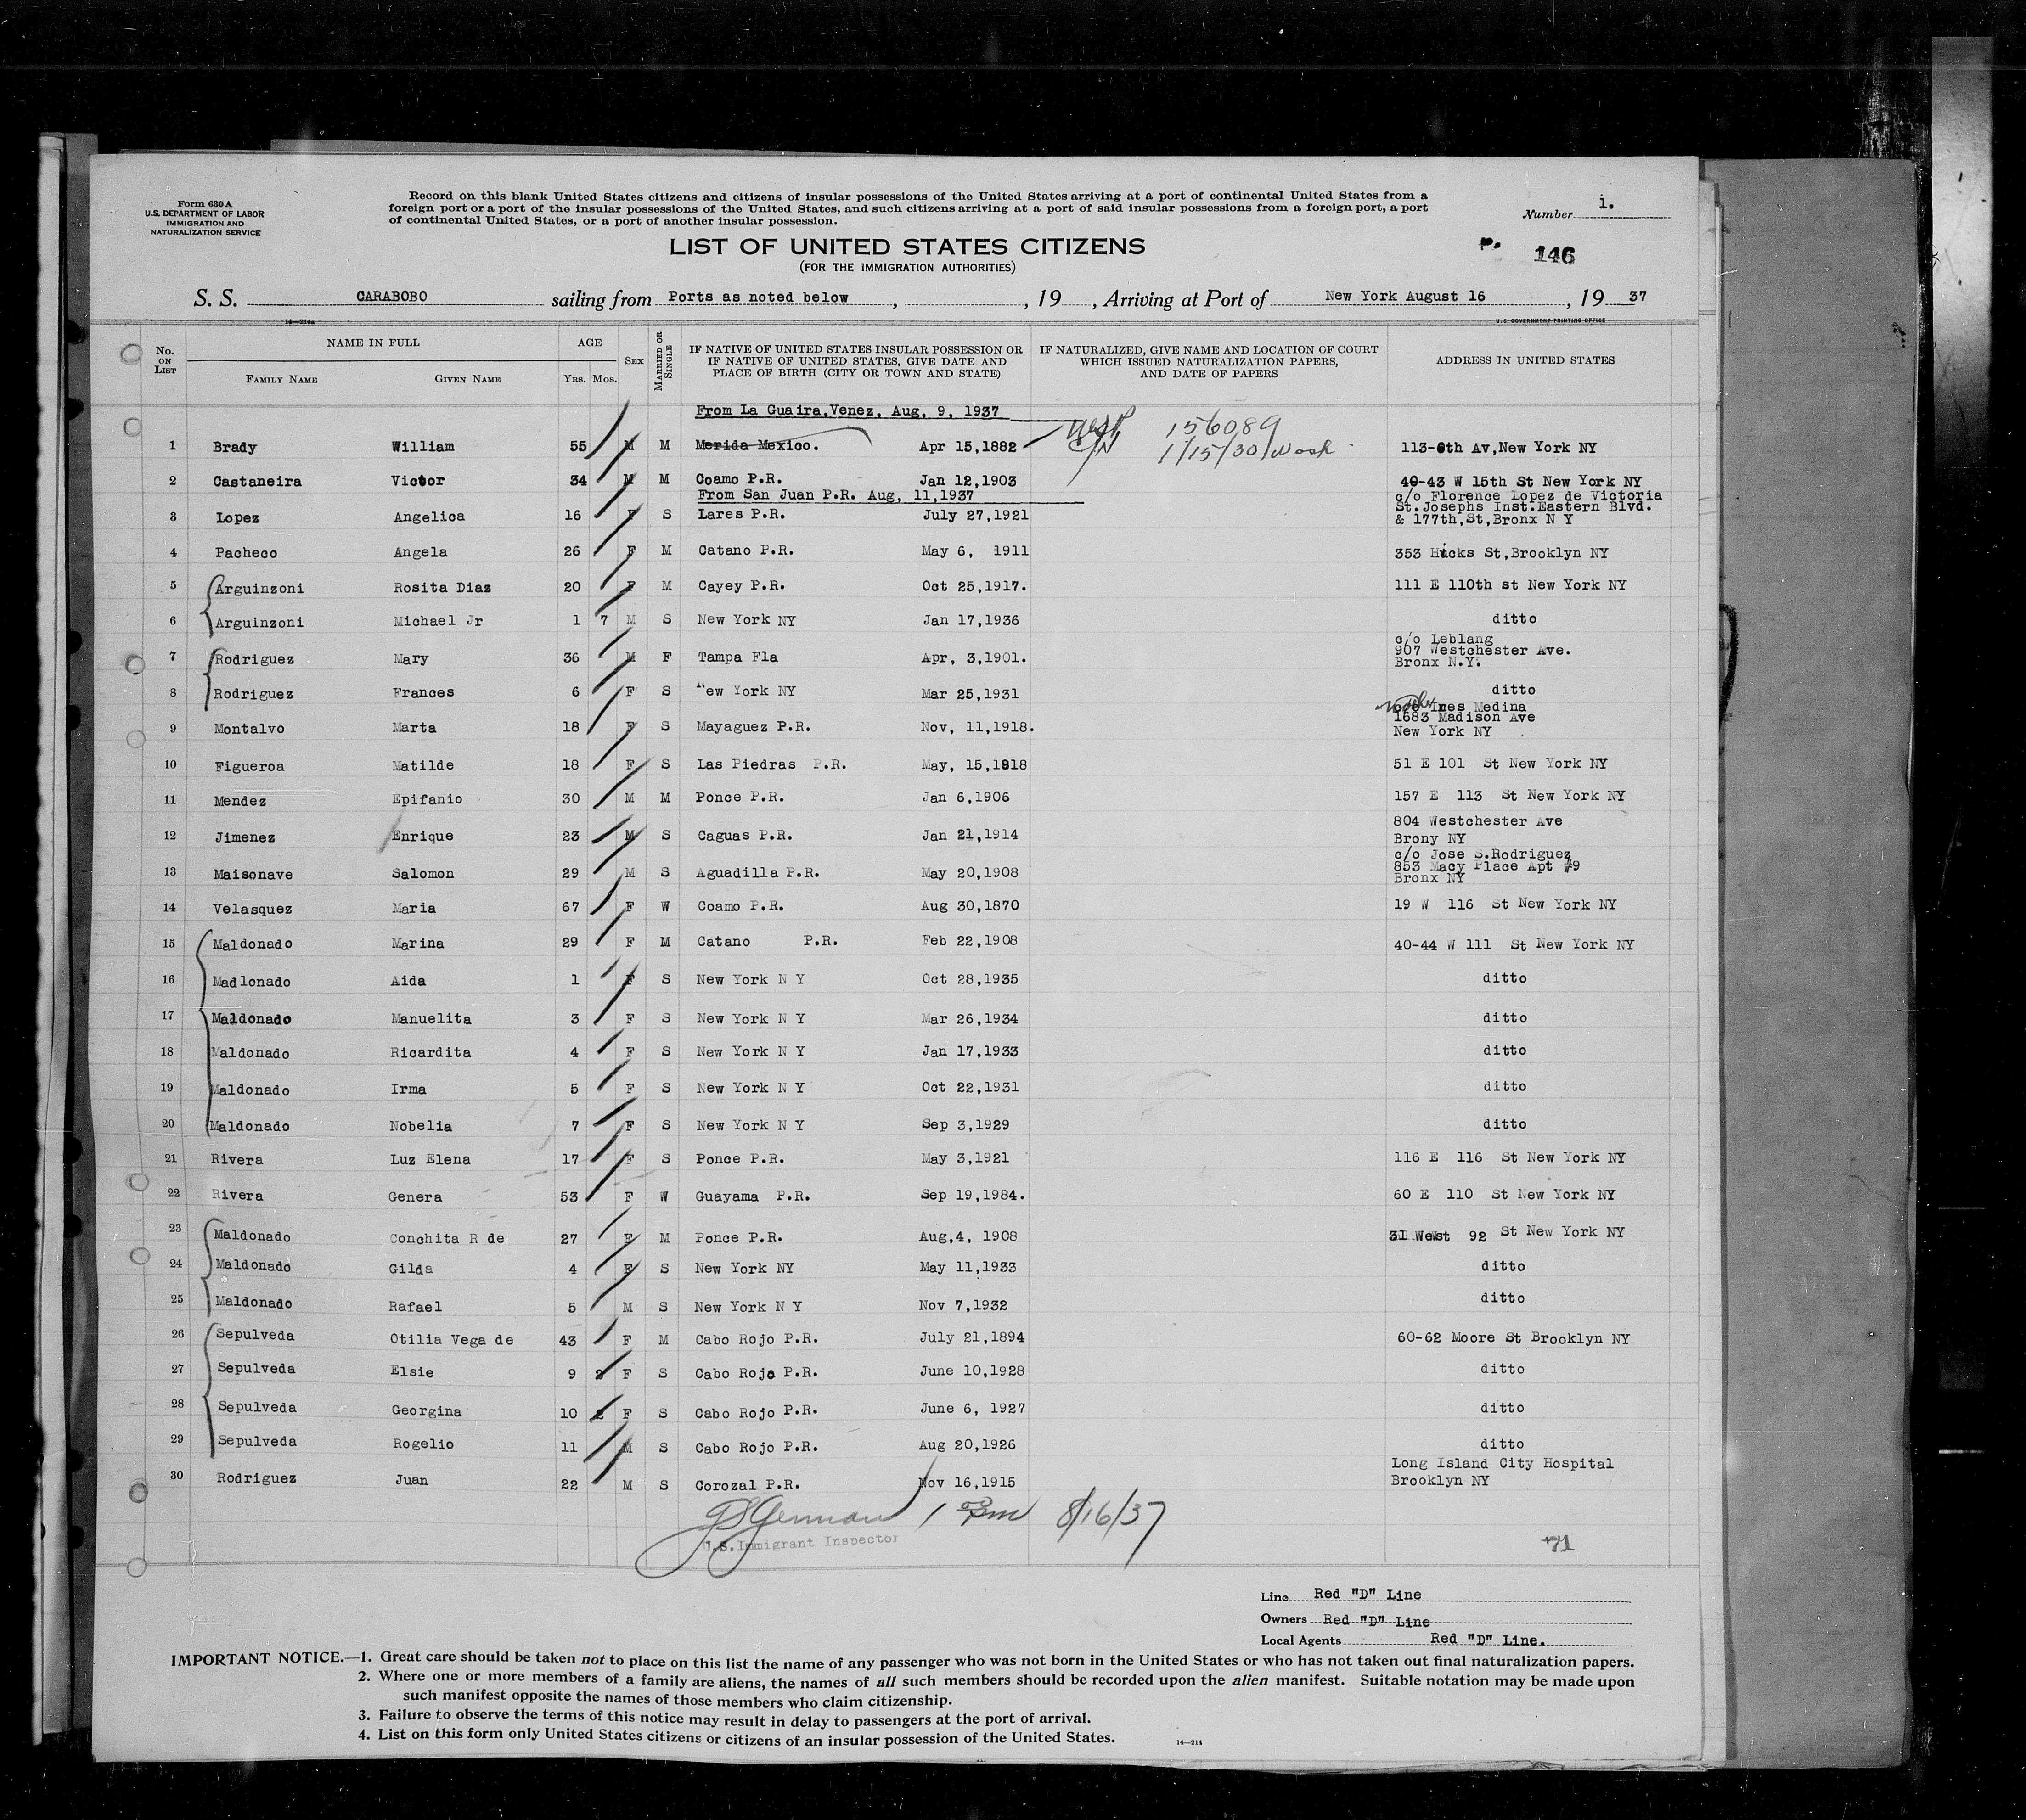 Form 630 A
U.S. DEPARTMENT OF LABOR
IMMIGRATION AND
NATURALIZATION SERVICE
Record on this blank United States citizens and citizens of insular possessions of the United States arriving at a port of continental United States from a
foreign port or a port of the insular possessions of the United States, and such citizens arriving at a port of said insular possessions from a foreign port, a port
of continental United States, or a port of another insular possession.
Number 1.
LIST OF UNITED STATES CITIZENS
(FOR THE IMMIGRATION AUTHORITIES)
P. 146
S. S. CARABOBO sailing from Ports as noted below, , 19 , Arriving at Port of New York August 16, 19 37
14—214a U.S. GOVERNMENT PRINTING OFFICE
No. ON LIST NAME IN FULL FAMILY NAME GIVEN NAME AGE YRS. MOS. SEX MARRIED OR SINGLE IF NATIVE OF UNITED STATES INSULAR POSSESSION OR IF NATIVE OF UNITED STATES, GIVE DATE AND PLACE OF BIRTH (CITY OR TOWN AND STATE) IF NATURALIZED, GIVE NAME AND LOCATION OF COURT WHICH ISSUED NATURALIZATION PAPERS, AND DATE OF PAPERS ADDRESS IN UNITED STATES
From La Guaira,Venez, Aug, 9, 1937
156089
1 Brady William 55 M M Merida Mexico. Apr 15,1882 C/N 1/15/30 Wash 113-8th Av,New York NY
2 Castaneira Victor 34 M M Coamo P.R. Jan 12,1903 40-43 W 15th St New York NY
From San Juan P.R. Aug, 11,1937
c/o Florence Lopez de Victoria
St.Josephs Inst:Eastern Blvd.
3 Lopez Angelica 16 F S Lares P.R. July 27,1921 & 177th,St,Bronx N Y
4 Pacheco Angela 26 F M Catano P.R. May 6, 1911 353 Hicks St,Brooklyn NY
5 Arguinzoni Rosita Diaz 20 F M Cayey P.R. Oct 25,1917. 111 E 110th st New York NY
6 Arguinzoni Michael Jr 1 7 M S New York NY Jan 17,1936 ditto
c/o Leblang
907 Westchester Ave.
7 Rodriguez Mary 36 M F Tampa Fla Apr, 3,1901. Bronx N.Y.
8 Rodriguez Frances 6 F S New York NY Mar 25,1931 ditto
c/o Ines Medina
1683 Madison Ave
9 Montalvo Marta 18 F S Mayaguez P.R. Nov, 11,1918. New York NY
10 Figueroa Matilde 18 F S Las Piedras P.R. May, 15,1918 51 E 101 St New York NY
11 Mendez Epifanio 30 M M Ponce P.R. Jan 6,1906 157 E 113 St New York NY
804 Westchester Ave
12 Jimenez Enrique 23 M S Caguas P.R. Jan 21,1914 Brony NY
c/o Jose S.Rodriguez
853 Macy Place Apt #9
13 Maisonave Salomon 29 M S Aguadilla P.R. May 20,1908 Bronx NY
14 Velasquez Maria 67 F W Coamo P.R. Aug 30,1870 19 W 116 St New York NY
15 Maldonado Marina 29 F M Catano P.R. Feb 22,1908 40-44 W 111 St New York NY
16 Madlonado Aida 1 F S New York N Y Oct 28,1935 ditto
17 Maldonado Manuelita 3 F S New York N Y Mar 26,1934 ditto
18 Maldonado Ricardita 4 F S New York N Y Jan 17,1933 ditto
19 Maldonado Irma 5 F S New York N Y Oct 22,1931 ditto
20 Maldonado Nobelia 7 F S New York N Y Sep 3,1929 ditto
21 Rivera Luz Elena 17 F S Ponce P.R. May 3,1921 116 E 116 St New York NY
22 Rivera Genera 53 F W Guayama P.R. Sep 19,1984. 60 E 110 St New York NY
23 Maldonado Conchita R de 27 F M Ponce P.R. Aug,4, 1908 31 West 92 St New York NY
24 Maldonado Gilda 4 F S New York NY May 11,1933 ditto
25 Maldonado Rafael 5 M S New York N Y Nov 7,1932 ditto
26 Sepulveda Otilia Vega de 43 F M Cabo Rojo P.R. July 21,1894 60-62 Moore St Brooklyn NY
27 Sepulveda Elsie 9 2 F S Cabo Rojo P.R. June 10,1928 ditto
28 Sepulveda Georgina 10 2 F S Cabo Rojo P.R. June 6, 1927 ditto
29 Sepulveda Rogelio 11 M S Cabo Rojo P.R. Aug 20,1926 ditto
Long Island City Hospital
30 Rodriguez Juan 22 M S Corozal P.R. Nov 16,1915 Brooklyn NY
8/16/37
U.S. Immigrant Inspector 71
Line Red "D" Line
Owners Red "D" Line
Local Agents Red "D" Line.
IMPORTANT NOTICE.—1. Great care should be taken not to place on this list the name of any passenger who was not born in the United States or who has not taken out final naturalization papers.
2. Where one or more members of a family are aliens, the names of all such members should be recorded upon the alien manifest. Suitable notation may be made upon
such manifest opposite the names of those members who claim citizenship.
3. Failure to observe the terms of this notice may result in delay to passengers at the port of arrival.
4. List on this form only United States citizens or citizens of an insular possession of the United States.
14—214